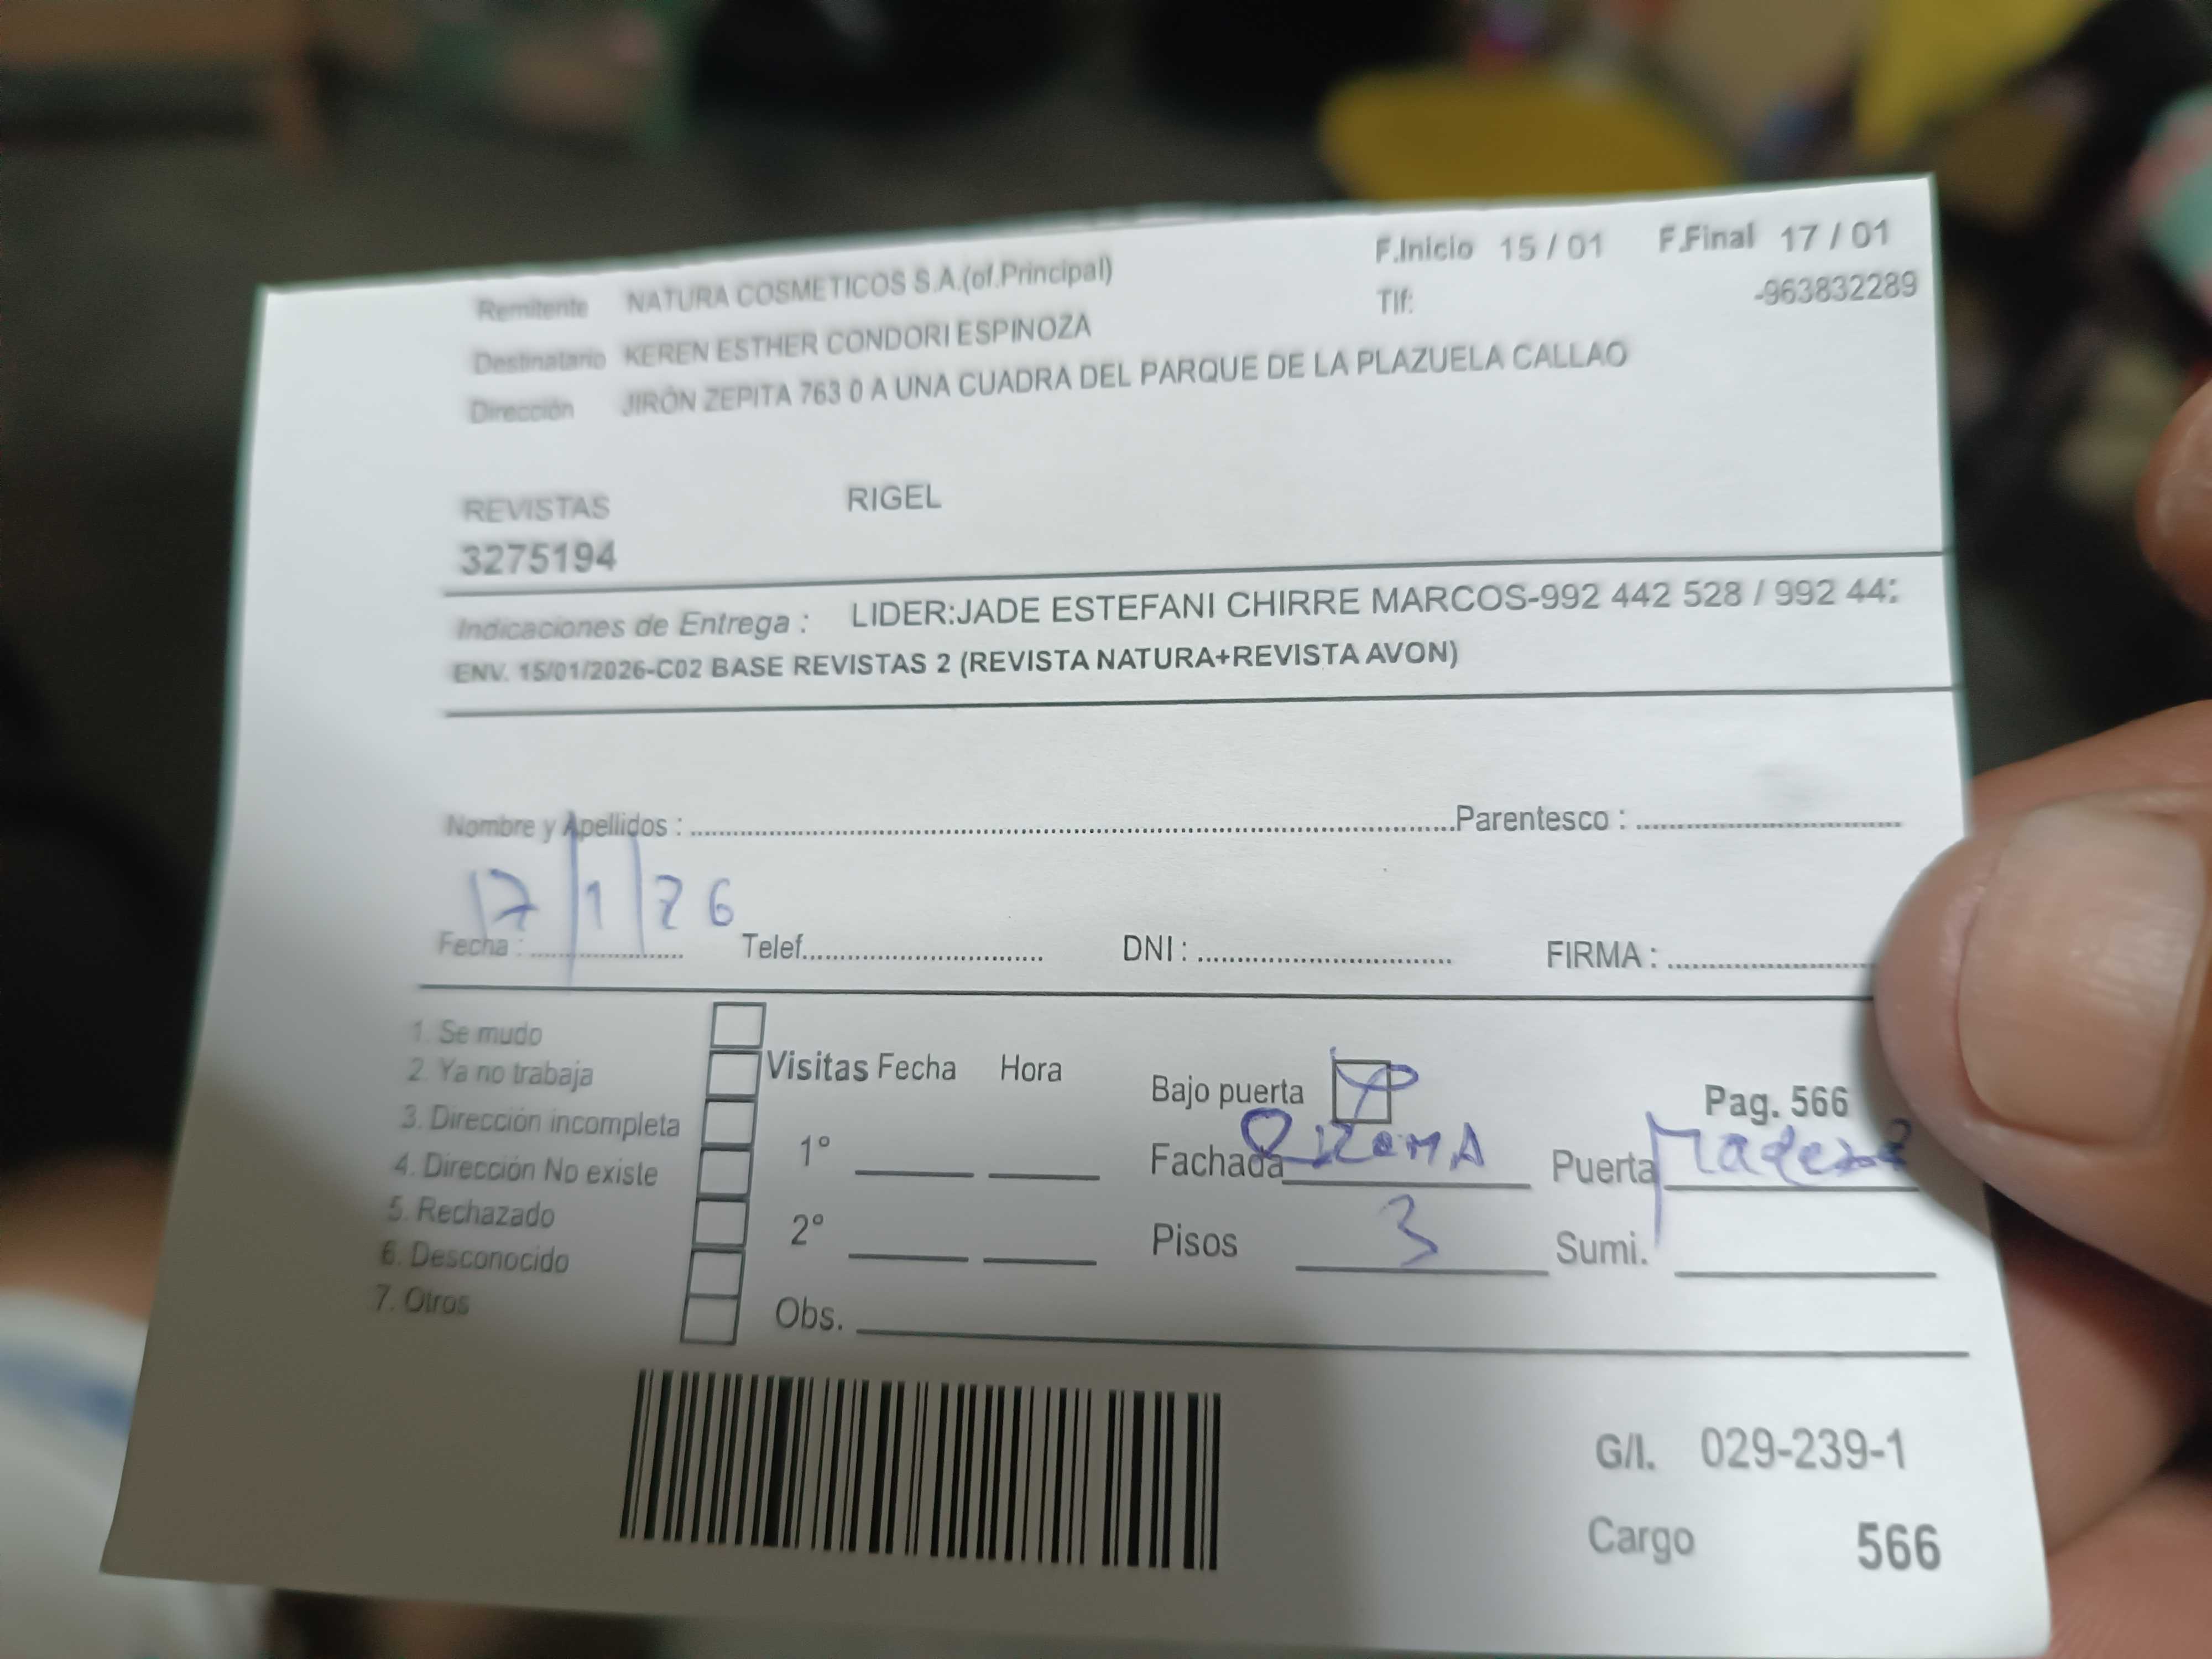 F.Inicio 15 / 01 F.Final 17 / 01
Remitente NATURA COSMETICOS S.A.(of.Principal) Tlf: -963832289
Destinatario KEREN ESTHER CONDORI ESPINOZA
Dirección JIRÓN ZEPITA 763 0 A UNA CUADRA DEL PARQUE DE LA PLAZUELA CALLAO
REVISTAS RIGEL
3275194
Indicaciones de Entrega : LIDER:JADE ESTEFANI CHIRRE MARCOS-992 442 528 / 992 44
ENV. 15/01/2026-C02 BASE REVISTAS 2 (REVISTA NATURA+REVISTA AVON)
Nombre y Apellidos : Parentesco :
17/1/26
Fecha : Telef. DNI : FIRMA :
1. Se mudo
2. Ya no trabaja
3. Dirección incompleta
4. Dirección No existe
5. Rechazado
6. Desconocido
7. Otros
Visitas Fecha Hora
1°
2°
Obs.
Bajo puerta Pag. 566
Fachada Puerta Madera
Pisos 3 Sumi.
G/I. 029-239-1
Cargo 566